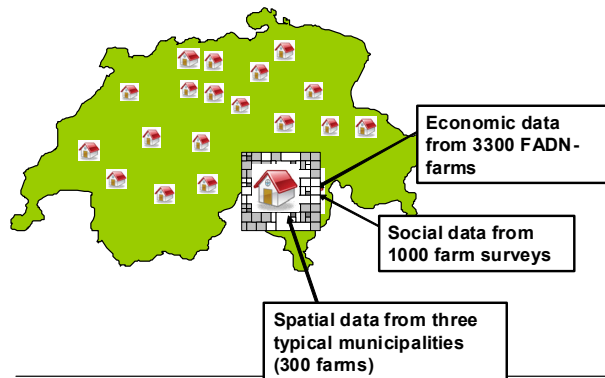 Economic data
from 3300 FADN-
farms
Social data from
1000 farm surveys
Spatial data from three
typical municipalities
(300 farms)